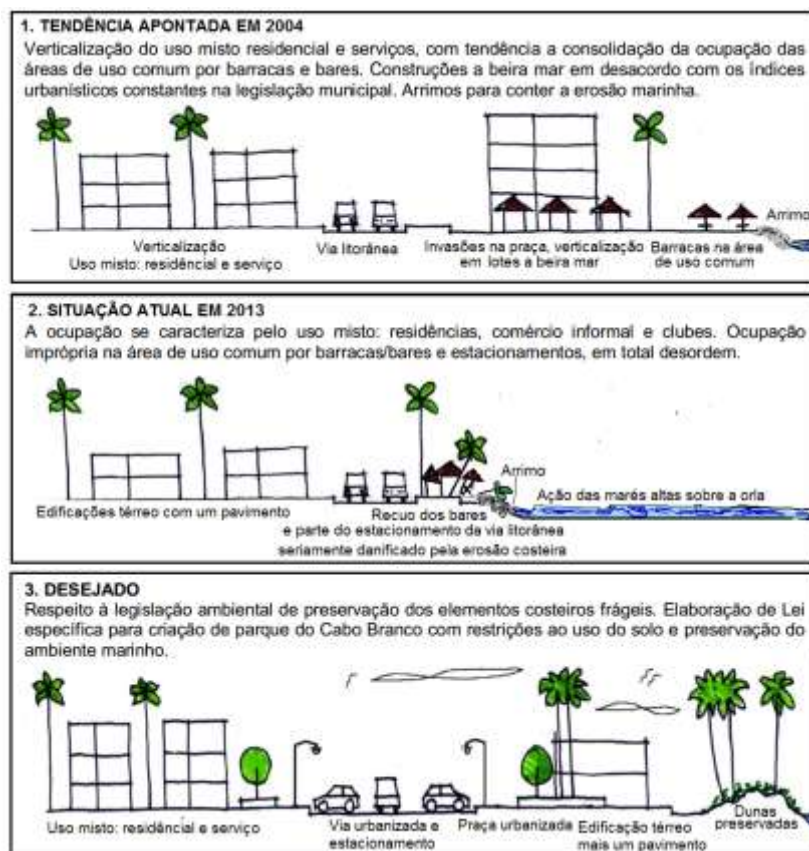 1. TENDÊNCIA APONTADA EM 2004
Verticalização do uso misto residencial e serviços, com tendência a consolidação da ocupação das
áreas de uso comum por barracas e bares. Construções a beira mar em desacordo com os índices
urbanísticos constantes na legislação municipal. Arrimos para conter a erosão marinha.
Arrimo
Verticalização
Uso misto: residêncial e serviço
Via litorânea
Invasões na praça, verticalização
em lotes a beira mar
Barracas na área
de uso comum
2. SITUAÇÃO ATUAL EM 2013
A ocupação se caracteriza pelo uso misto: residências, comércio informal e clubes. Ocupação
imprópria na área de uso comum por barracas/bares e estacionamentos, em total desordem.
Arrimo
Ação das marés altas sobre a orla
Edificações térreo com um pavimento
Recuo dos bares
e parte do estacionamento da via litorânea
seriamente danificado pela erosão costeira
3. DESEJADO
Respeito à legislação ambiental de preservação dos elementos costeiros frágeis. Elaboração de Lei
específica para criação de parque do Cabo Branco com restrições ao uso do solo e preservação do
ambiente marinho.
Uso misto: residêncial e serviço
Via urbanizada e
estacionamento
Praça urbanizada
Edificação térreo
mais um pavimento
Dunas
preservadas